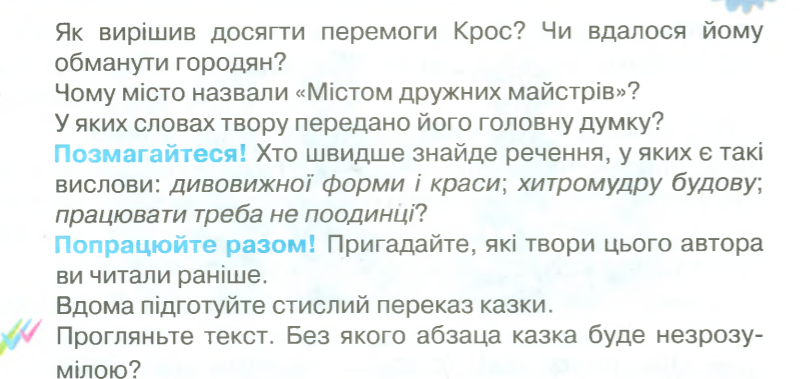 Як вирішив досягти перемоги Крос? Чи вдалося йому
обманути городян?
Чому місто назвали «Містом дружних майстрів»?
У яких словах твору передано його головну думку?
Позмагайтеся! Хто швидше знайде речення, у яких є такі
вислови: дивовижної форми і краси; хитромудру будову;
працювати треба не поодинці?
Попрацюйте разом! Пригадайте, які твори цього автора
ви читали раніше.
Вдома підготуйте стислий переказ казки.
Прогляньте текст. Без якого абзаца казка буде незрозу-
мілою?